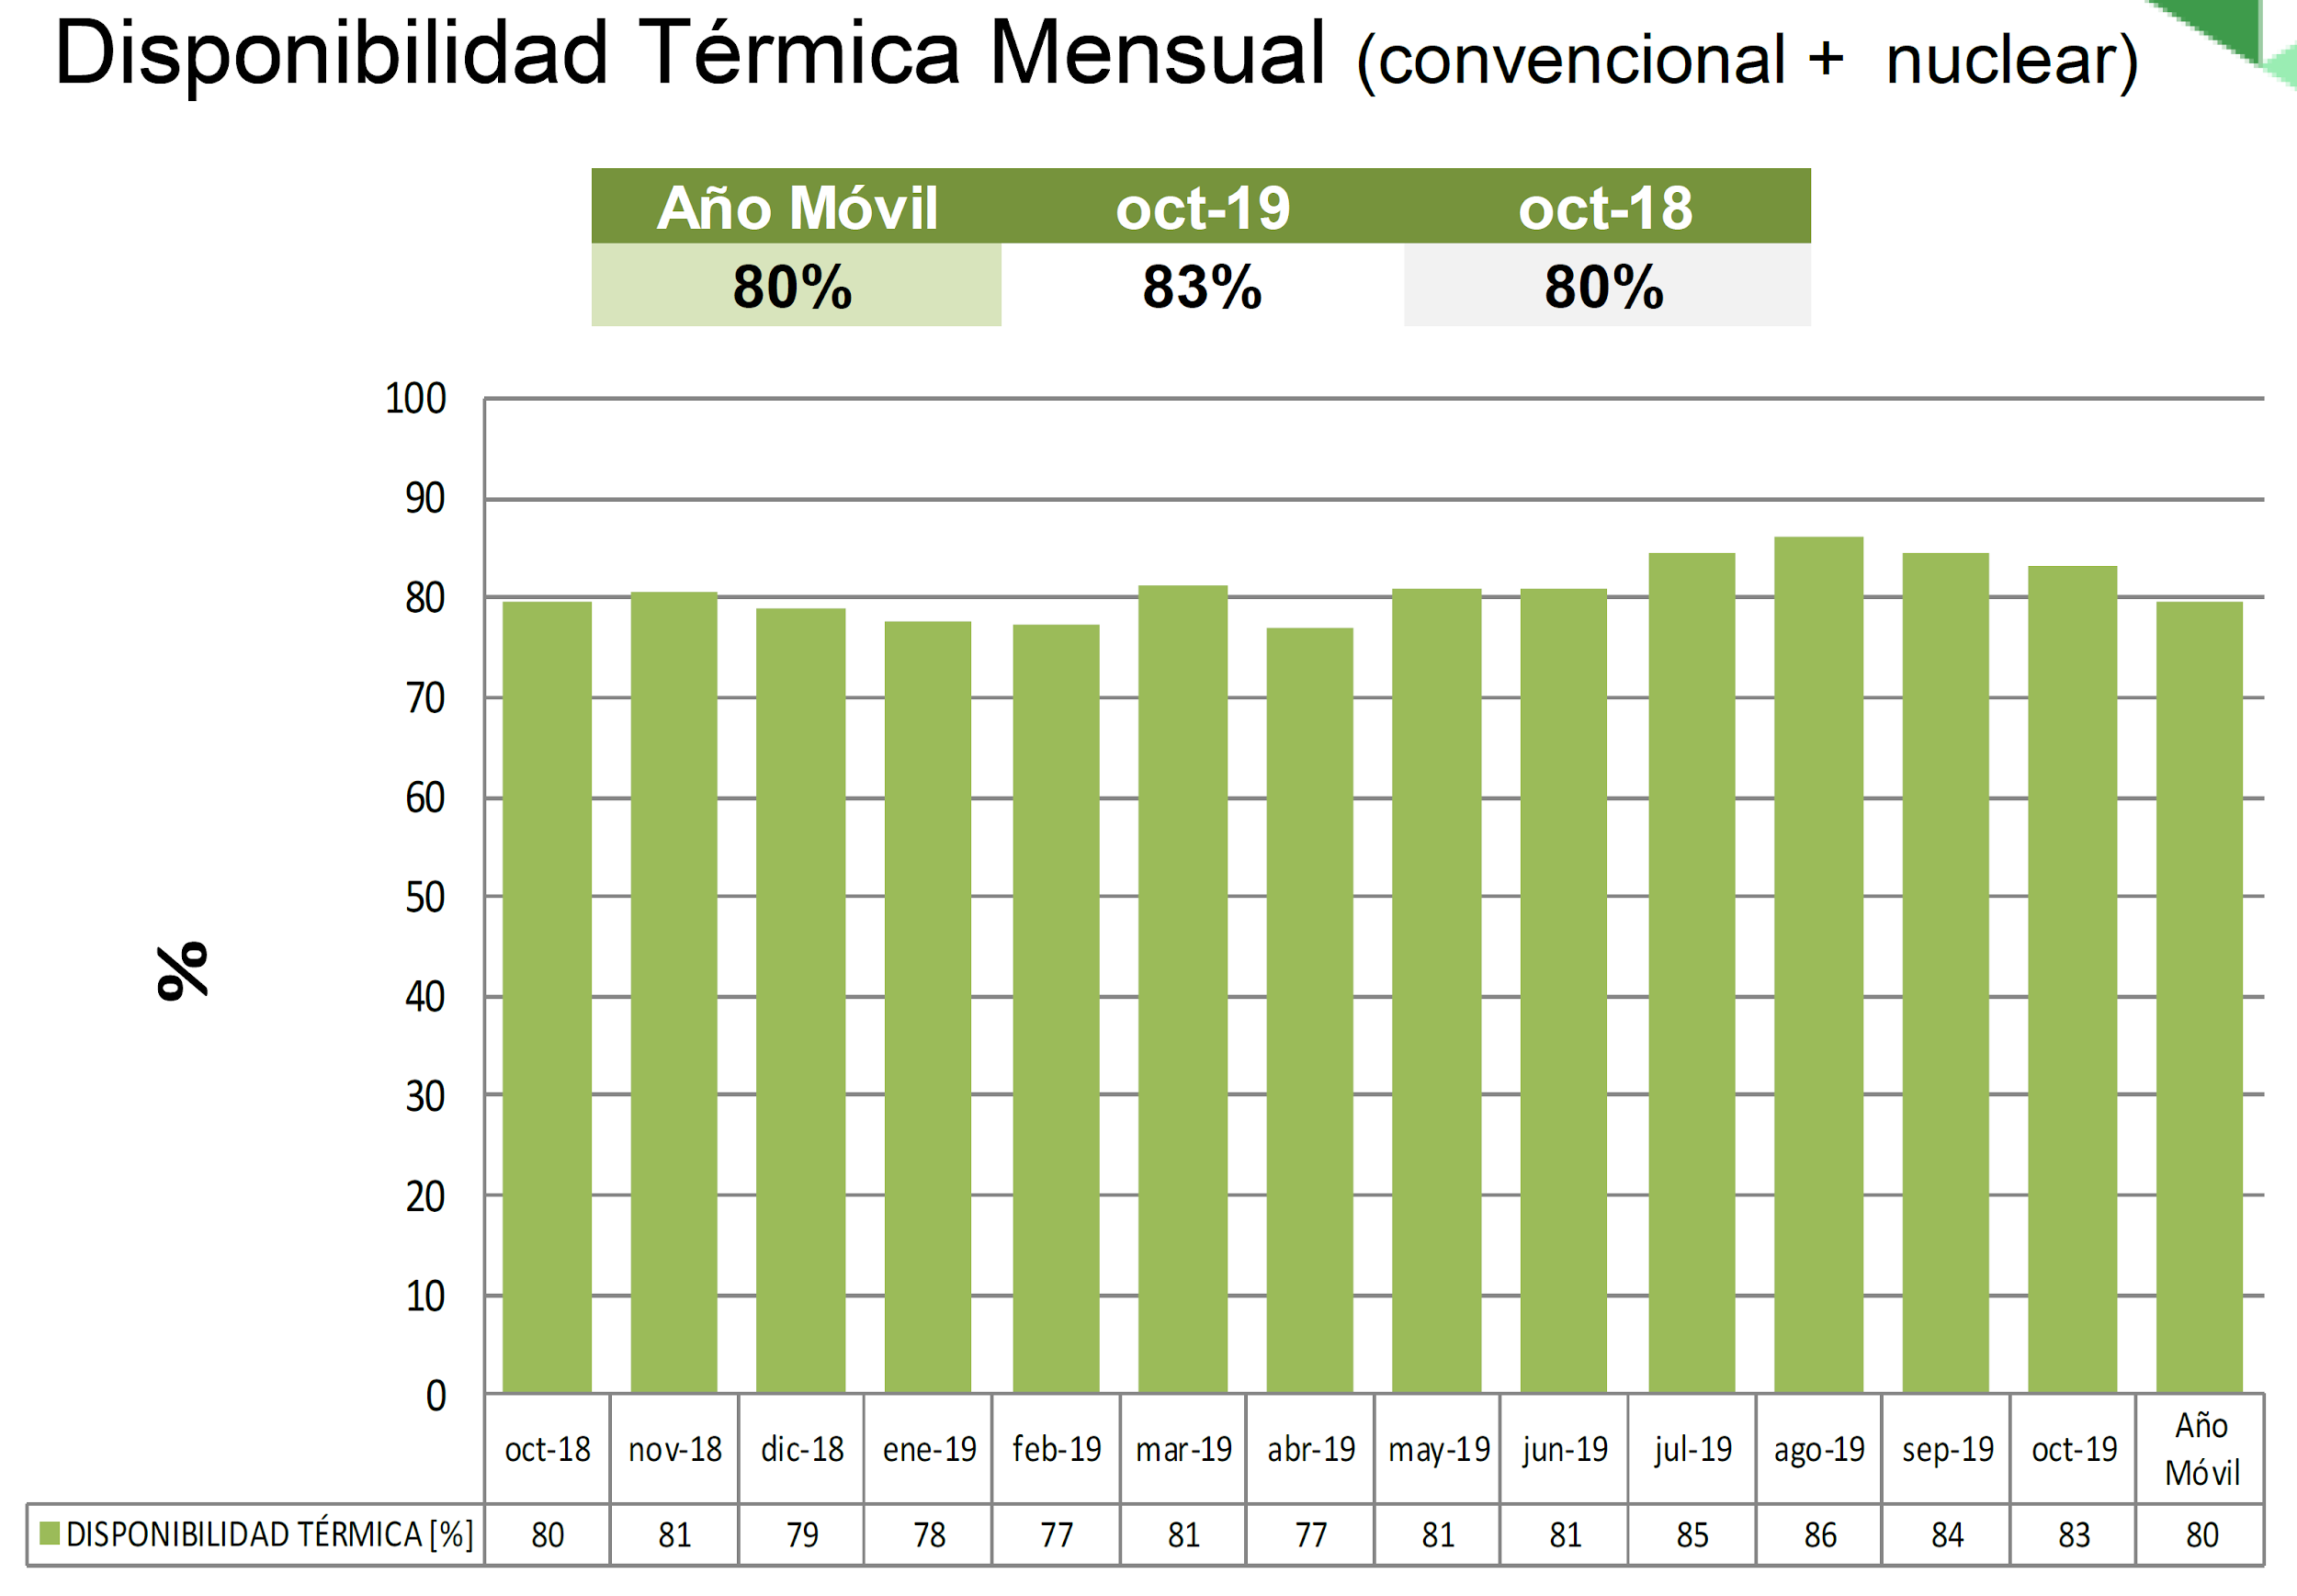 Disponibilidad Térmica Mensual (convencional + nuclear)
Año Móvil oct-19 oct-18
80% 83% 80%
100
90
80
70
60
50
40
30
20
10
0
%
oct-18 nov-18 dic-18 ene-19 feb-19 mar-19 abr-19 may-19 jun-19 jul-19 ago-19 sep-19 oct-19 Año
Móvil
DISPONIBILIDAD TÉRMICA [%] 80 81 79 78 77 81 77 81 81 85 86 84 83 80